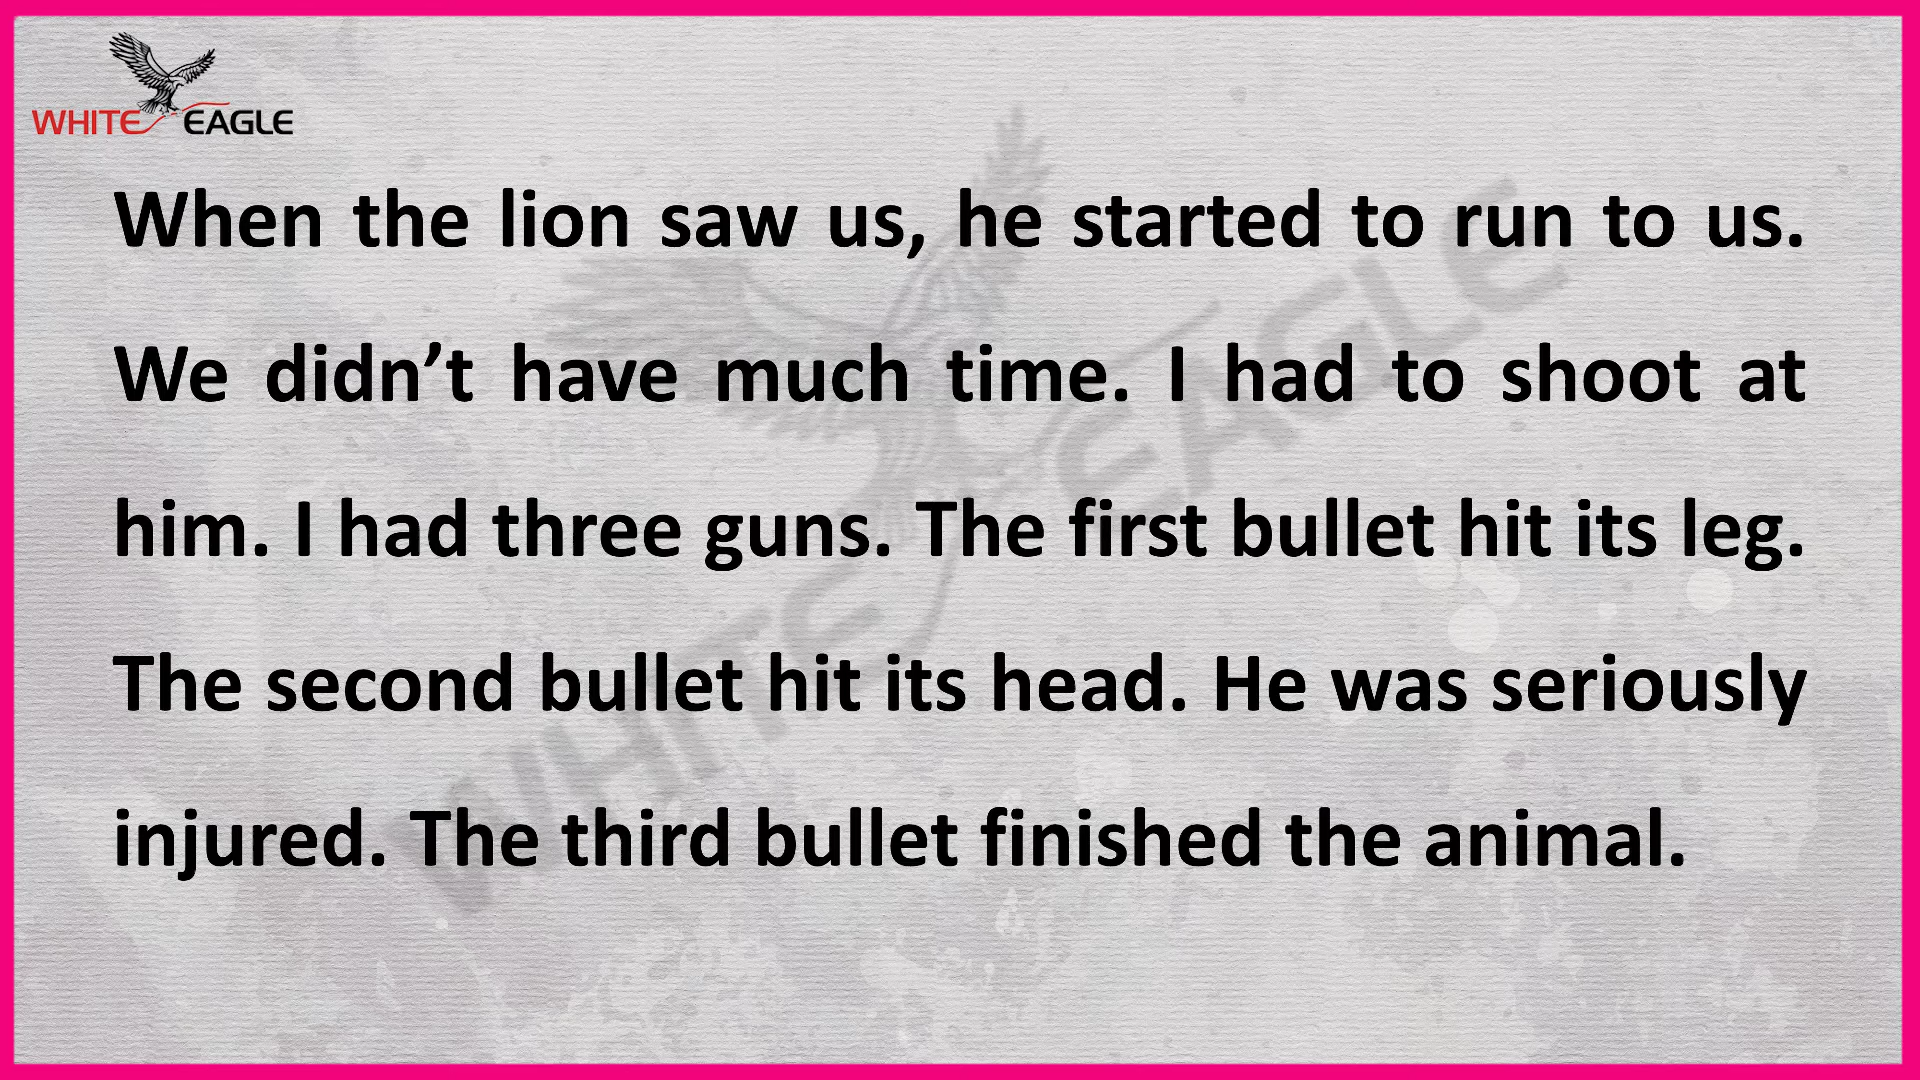 WHITE EAGLE
When the lion saw us, he started to run to us.
We didn’t have much time. I had to shoot at
him. I had three guns. The first bullet hit its leg.
The second bullet hit its head. He was seriously
injured. The third bullet finished the animal.
WHITE EAGLE